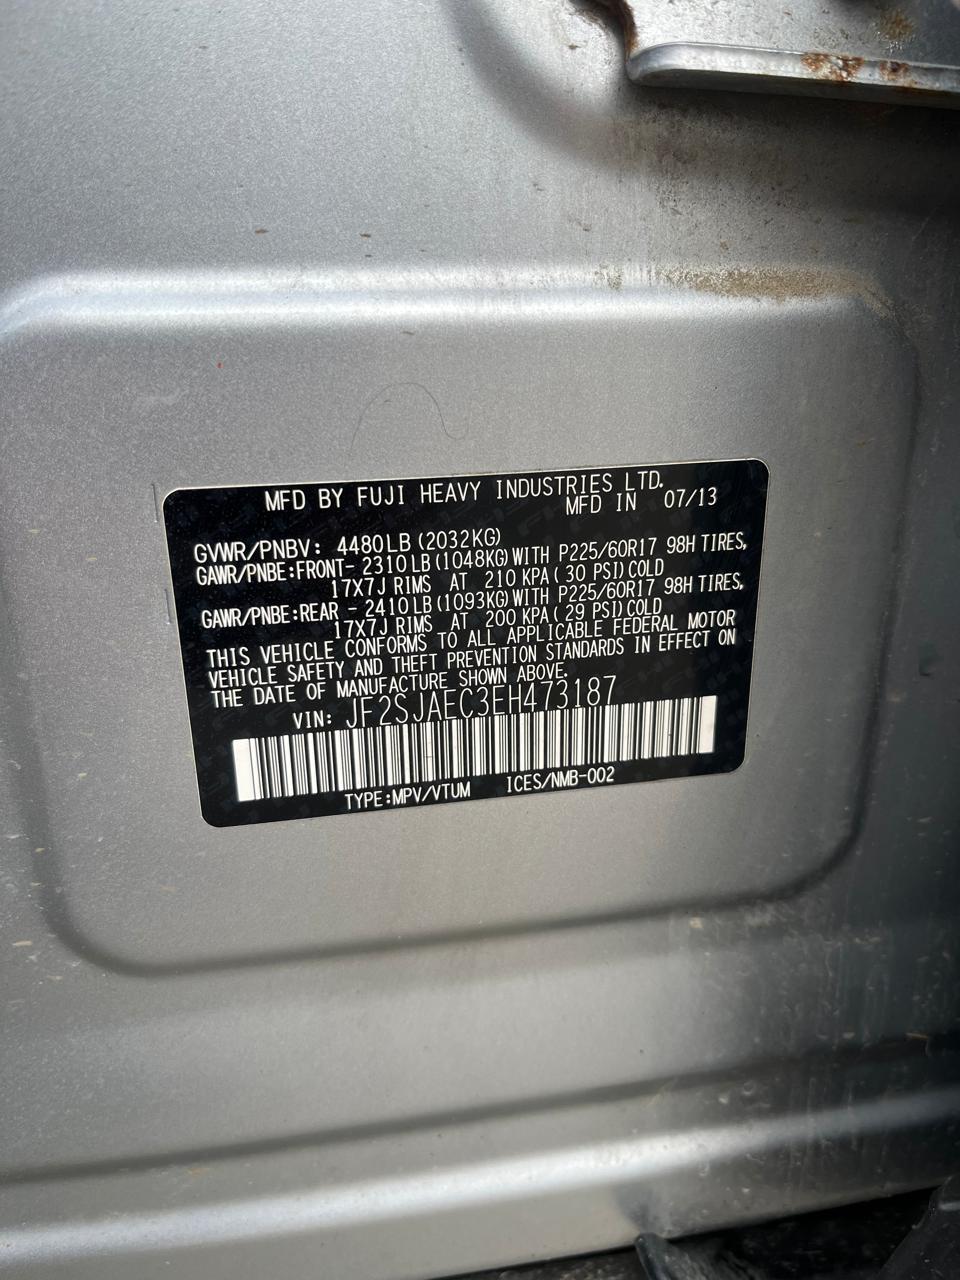 MFD BY FUJI HEAVY INDUSTRIES LTD.
MFD IN 07/13
GVWR/PNBV: 4480LB (2032KG)
GAWR/PNBE:FRONT- 2310LB (1048KG) WITH P225/60R17 98H TIRES,
17X7J RIMS AT 210 KPA (30 PSI) COLD
GAWR/PNBE:REAR - 2410LB (1093KG) WITH P225/60R17 98H TIRES,
17X7J RIMS AT 200 KPA (29 PSI) COLD
THIS VEHICLE CONFORMS TO ALL APPLICABLE FEDERAL MOTOR
VEHICLE SAFETY AND THEFT PREVENTION STANDARDS IN EFFECT ON
THE DATE OF MANUFACTURE SHOWN ABOVE.
VIN: JF2SJAEC3EH473187
TYPE:MPV/VTUM ICES/NMB-002